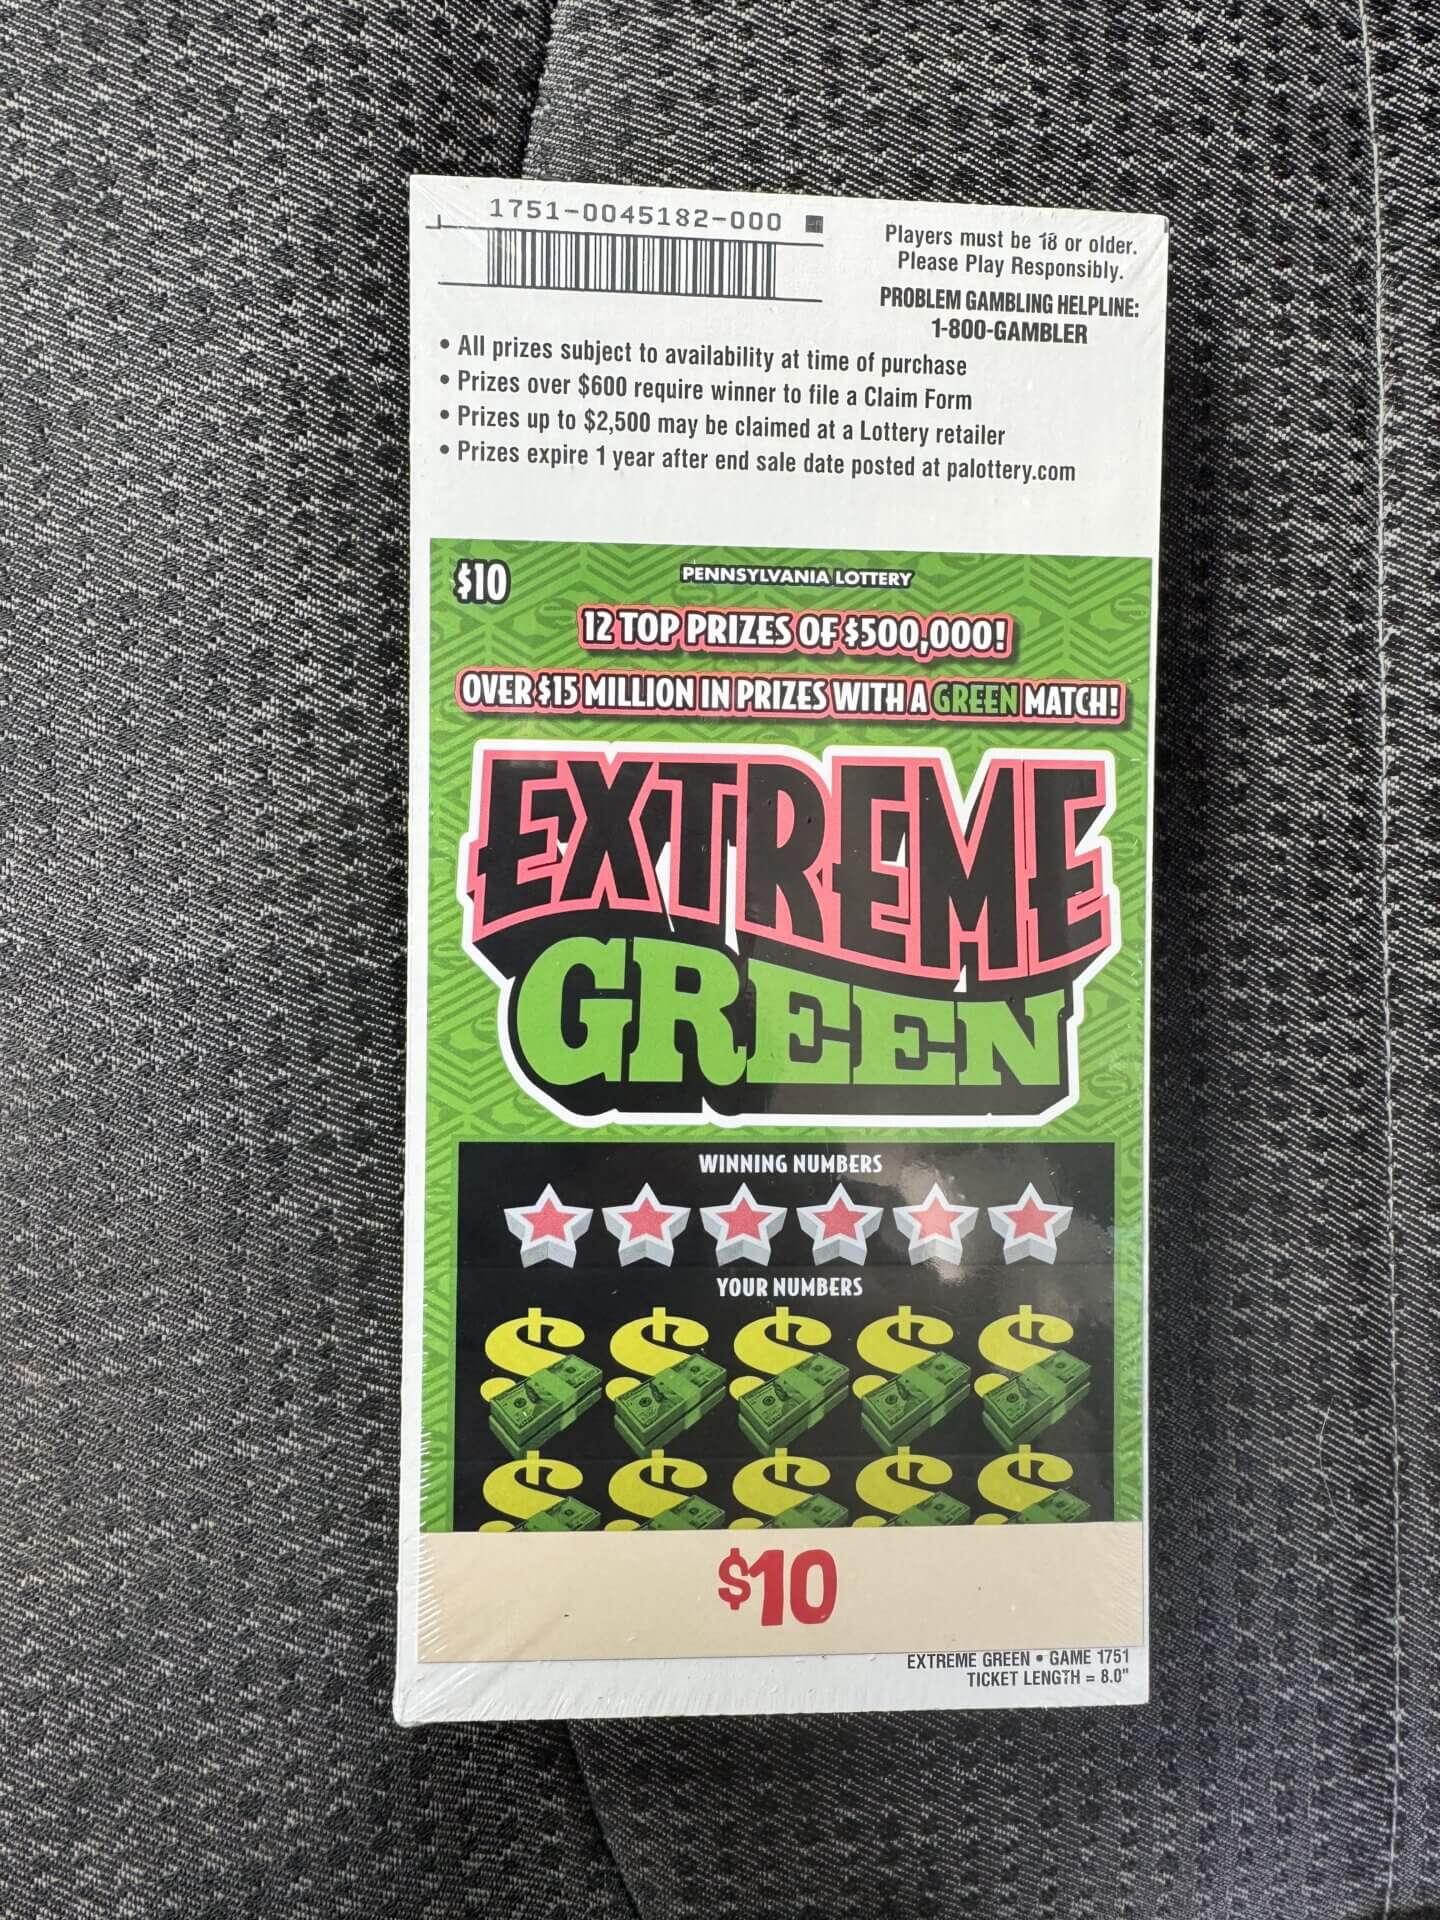 1751-0045182-000
Players must be 18 or older.
Please Play Responsibly.
PROBLEM GAMBLING HELPLINE:
1-800-GAMBLER
• All prizes subject to availability at time of purchase
• Prizes over $600 require winner to file a Claim Form
• Prizes up to $2,500 may be claimed at a Lottery retailer
• Prizes expire 1 year after end sale date posted at palottery.com
$10
PENNSYLVANIA LOTTERY
12 TOP PRIZES OF $500,000!
OVER $15 MILLION IN PRIZES WITH A GREEN MATCH!
EXTREME
GREEN
WINNING NUMBERS
YOUR NUMBERS
$ $ $ $ $
$ $ $ $ $
$10
EXTREME GREEN • GAME 1751
TICKET LENGTH = 8.0"